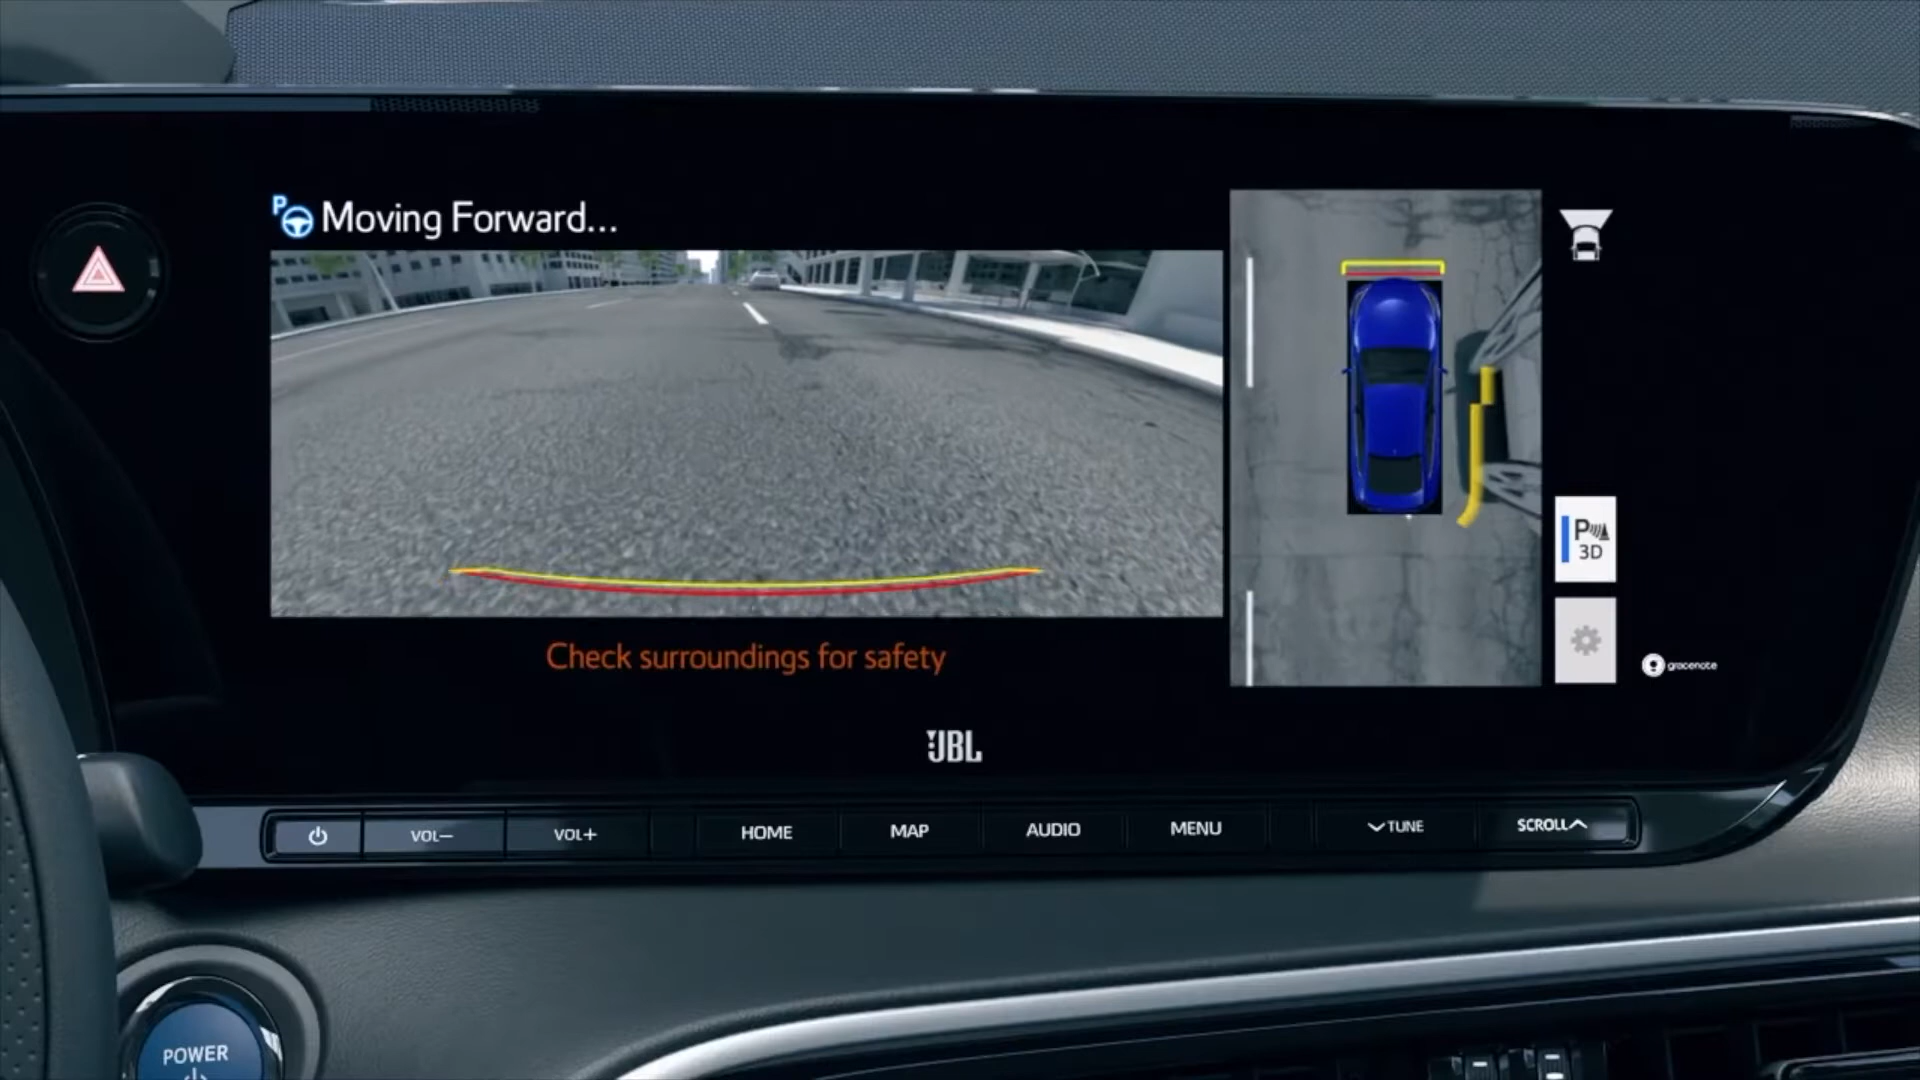 P
Moving Forward...
Check surroundings for safety
P
3D
gracenote
JBL
VOL–
VOL+
HOME
MAP
AUDIO
MENU
TUNE
SCROLL
POWER